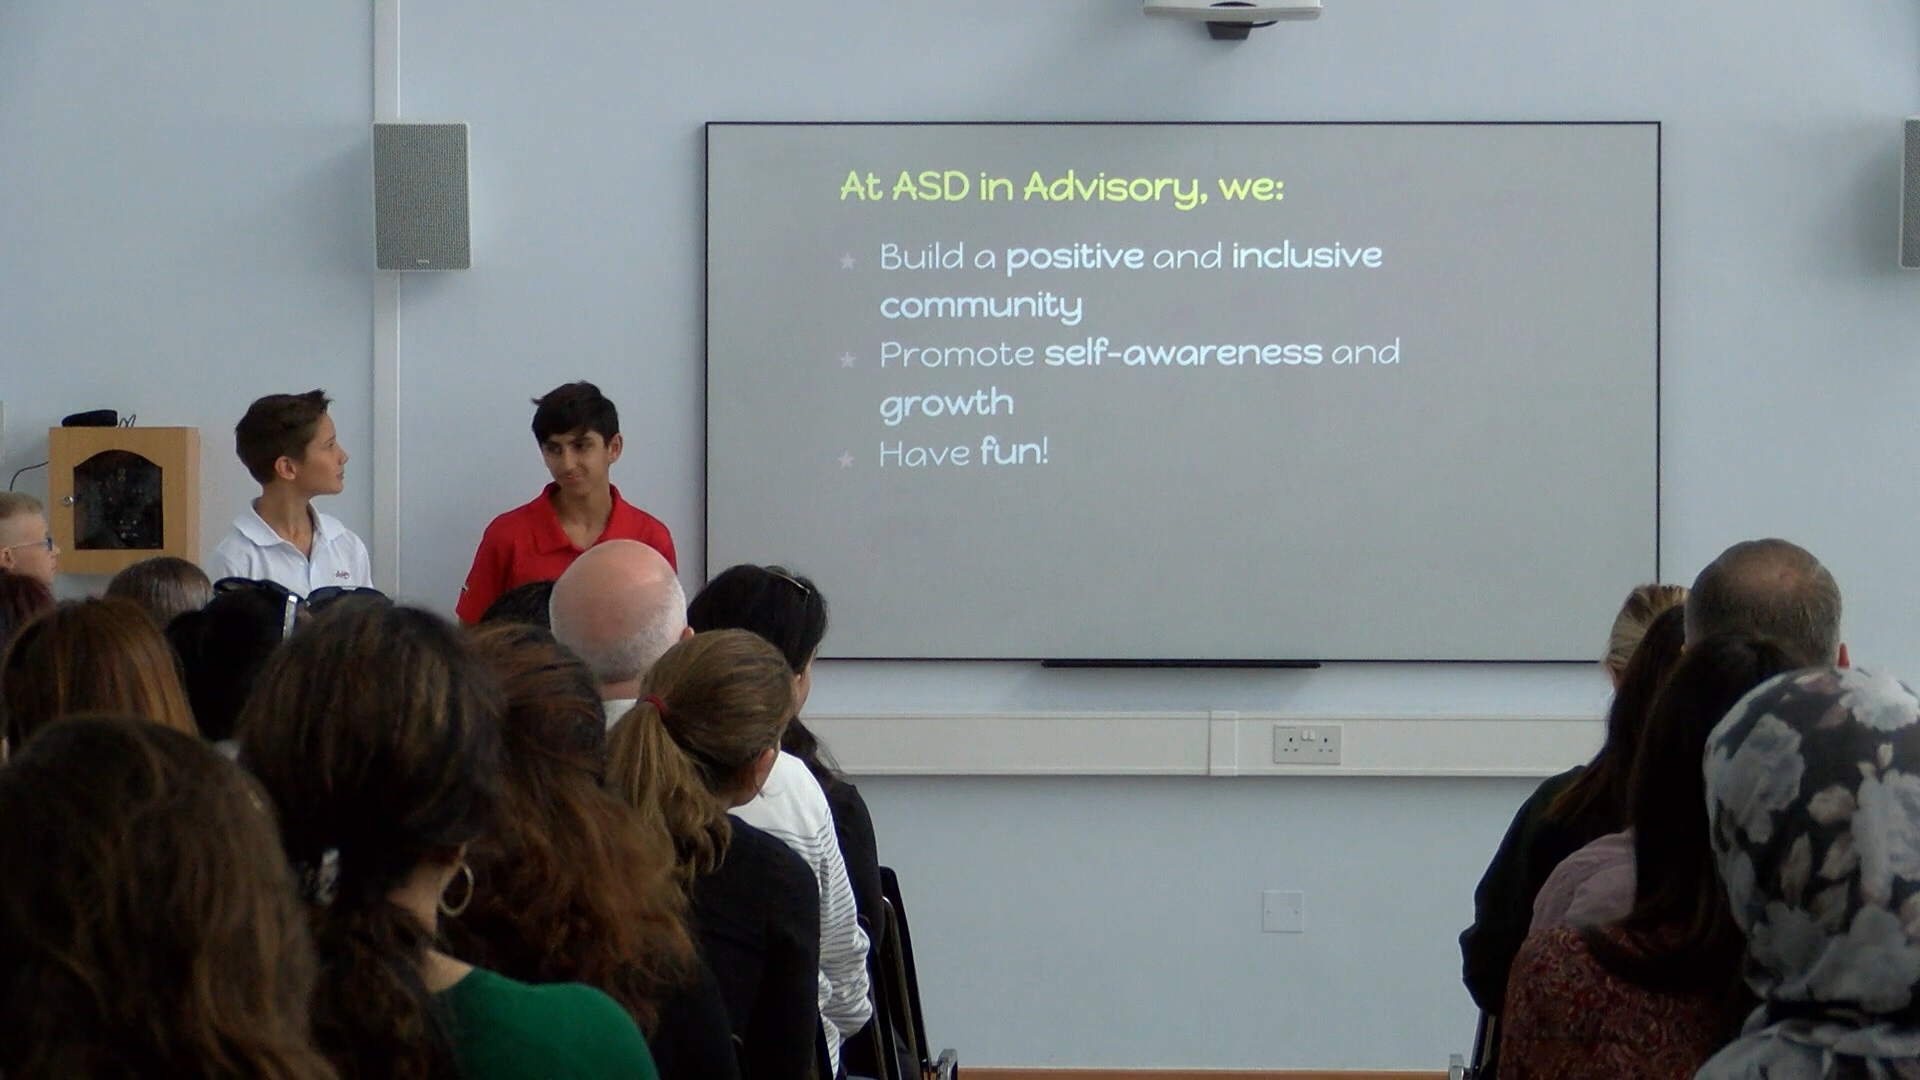 At ASD in Advisory, we:
★ Build a positive and inclusive
community
★ Promote self-awareness and
growth
★ Have fun!